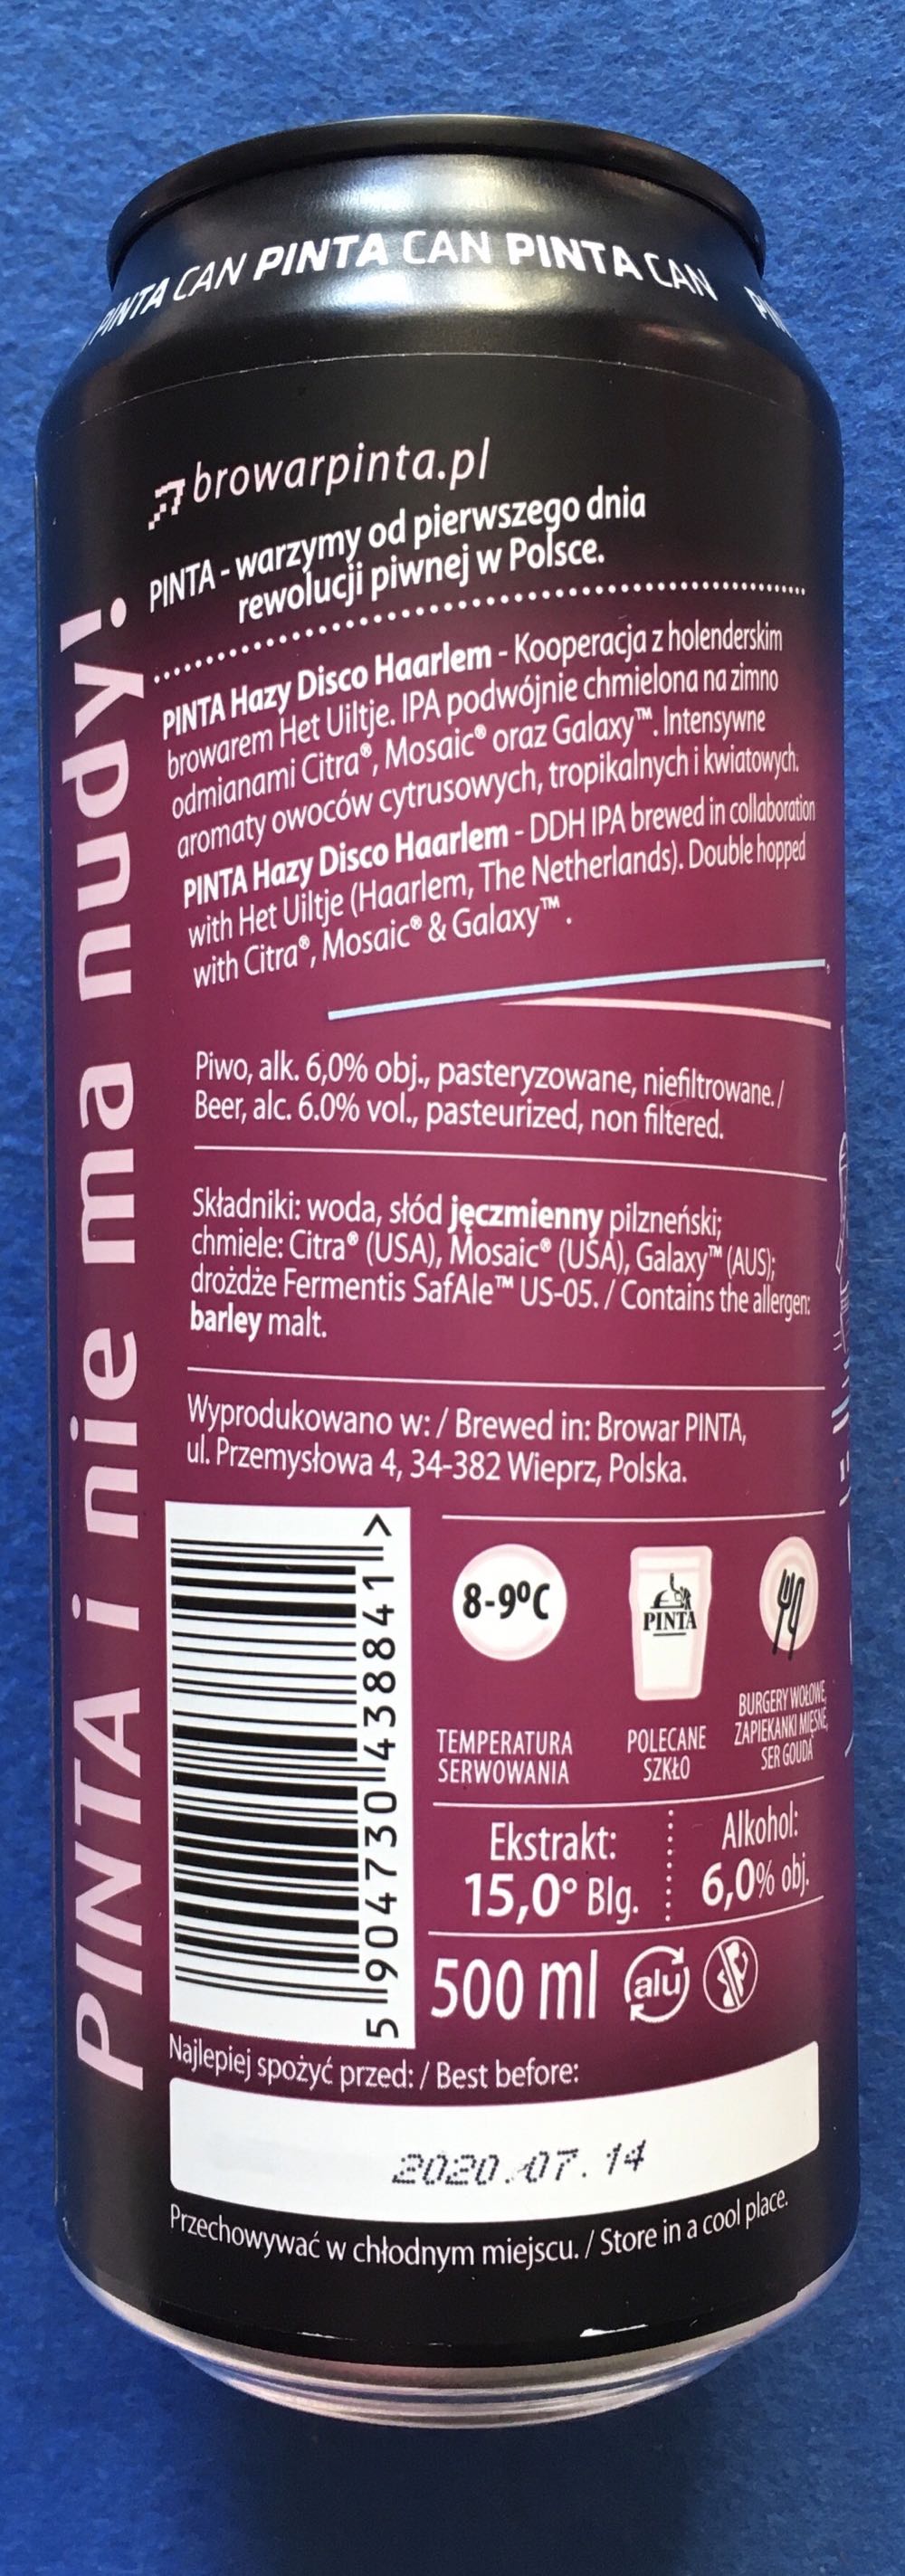 PINTA CAN PINTA CAN PINTA CAN
browarpinta.pl
PINTA - warzymy od pierwszego dnia
rewolucji piwnej w Polsce.
PINTA Hazy Disco Haarlem - Kooperacja z holenderskim
browarem Het Uiltje. IPA podwójnie chmielona na zimno
odmianami Citra®, Mosaic® oraz Galaxy™. Intensywne
aromaty owoców cytrusowych, tropikalnych i kwiatowych.
PINTA Hazy Disco Haarlem - DDH IPA brewed in collaboration
with Het Uiltje (Haarlem, The Netherlands). Double hopped
with Citra®, Mosaic® & Galaxy™.
Piwo, alk. 6,0% obj., pasteryzowane, niefiltrowane. /
Beer, alc. 6.0% vol., pasteurized, non filtered.
Składniki: woda, słód jęczmienny pilzneński;
chmiele: Citra® (USA), Mosaic® (USA), Galaxy™ (AUS);
drożdże Fermentis SafAle™ US-05. / Contains the allergen:
barley malt.
Wyprodukowano w: / Brewed in: Browar PINTA,
ul. Przemysłowa 4, 34-382 Wieprz, Polska.
PINTA i nie ma nudy!
5 904730 438841 >
8-9°C
TEMPERATURA
SERWOWANIA
PINTA
POLECANE
SZKŁO
BURGERY WOŁOWE,
ZAPIEKANKI MIĘSNE,
SER GOUDA
Ekstrakt:
15,0° Blg.
Alkohol:
6,0% obj.
500 ml
alu
Najlepiej spożyć przed: / Best before:
2020.07.14
Przechowywać w chłodnym miejscu. / Store in a cool place.